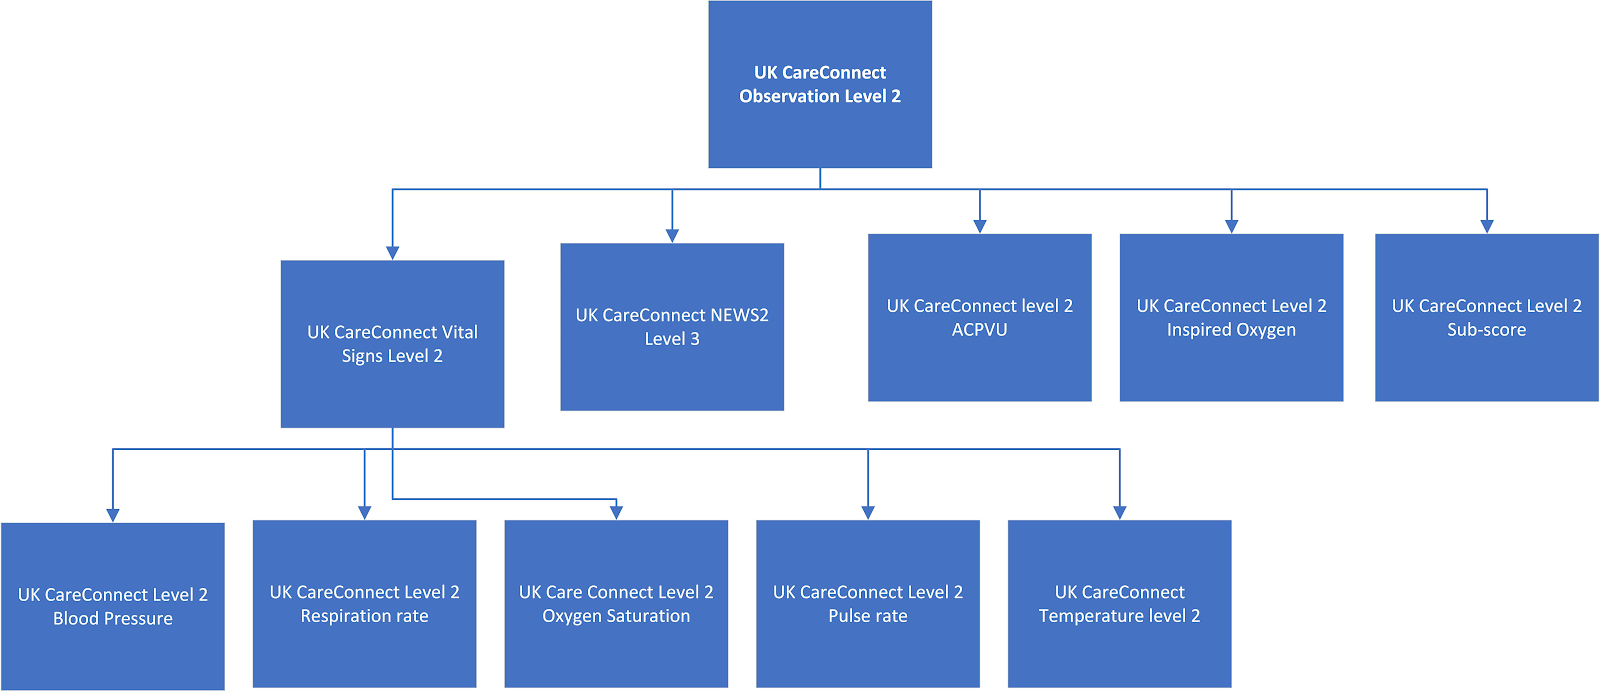 UK CareConnect
Observation Level 2
UK CareConnect Vital
Signs Level 2
UK CareConnect NEWS2
Level 3
UK CareConnect level 2
ACPVU
UK CareConnect Level 2
Inspired Oxygen
UK CareConnect Level 2
Sub-score
UK CareConnect Level 2
Blood Pressure
UK CareConnect Level 2
Respiration rate
UK Care Connect Level 2
Oxygen Saturation
UK CareConnect Level 2
Pulse rate
UK CareConnect
Temperature level 2